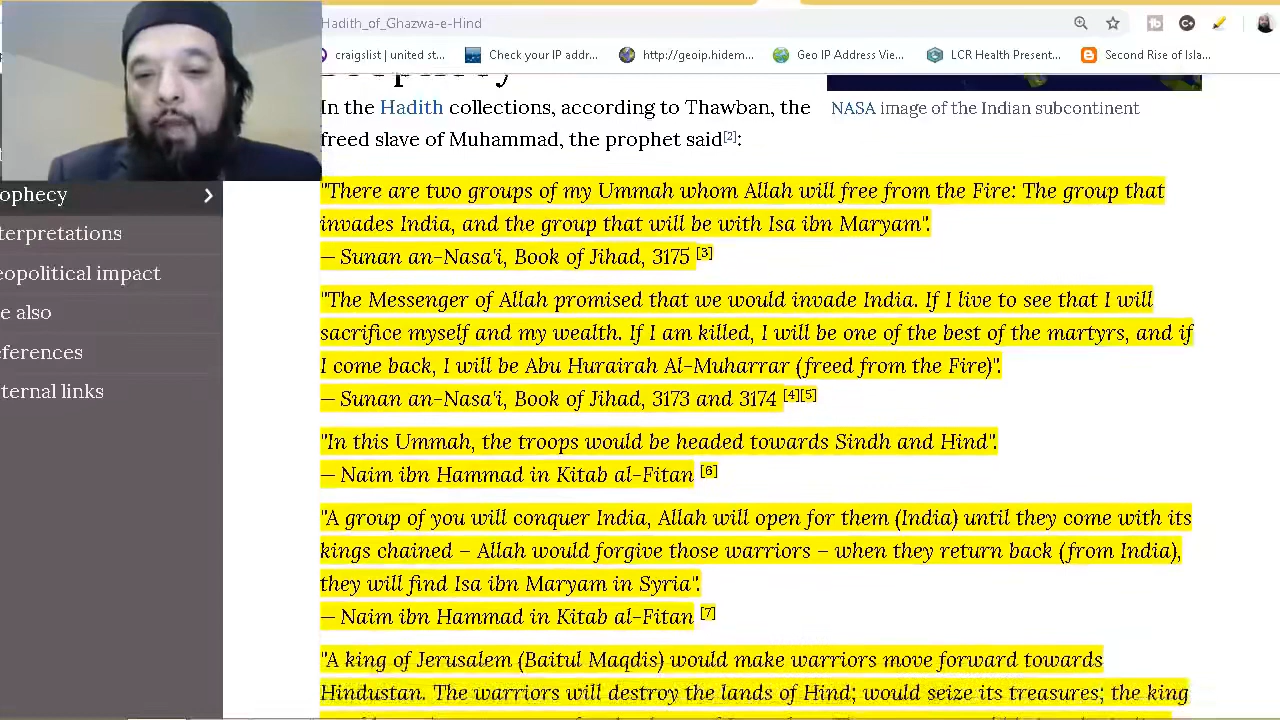 Hadith_of_Ghazwa-e-Hind
craigslist | united st...
Check your IP addr...
http://geoip.hidem...
Geo IP Address Vie...
LCR Health Present...
Second Rise of Isla...
In the Hadith collections, according to Thawban, the
freed slave of Muhammad, the prophet said[2]:
NASA image of the Indian subcontinent
ophecy
terpretations
eopolitical impact
e also
eferences
ternal links
"There are two groups of my Ummah whom Allah will free from the Fire: The group that
invades India, and the group that will be with Isa ibn Maryam".
— Sunan an-Nasa'i, Book of Jihad, 3175 [3]
"The Messenger of Allah promised that we would invade India. If I live to see that I will
sacrifice myself and my wealth. If I am killed, I will be one of the best of the martyrs, and if
I come back, I will be Abu Hurairah Al-Muharrar (freed from the Fire)".
— Sunan an-Nasa'i, Book of Jihad, 3173 and 3174 [4][5]
"In this Ummah, the troops would be headed towards Sindh and Hind".
— Naim ibn Hammad in Kitab al-Fitan [6]
"A group of you will conquer India, Allah will open for them (India) until they come with its
kings chained – Allah would forgive those warriors – when they return back (from India),
they will find Isa ibn Maryam in Syria".
— Naim ibn Hammad in Kitab al-Fitan [7]
"A king of Jerusalem (Baitul Maqdis) would make warriors move forward towards
Hindustan. The warriors will destroy the lands of Hind; would seize its treasures; the king